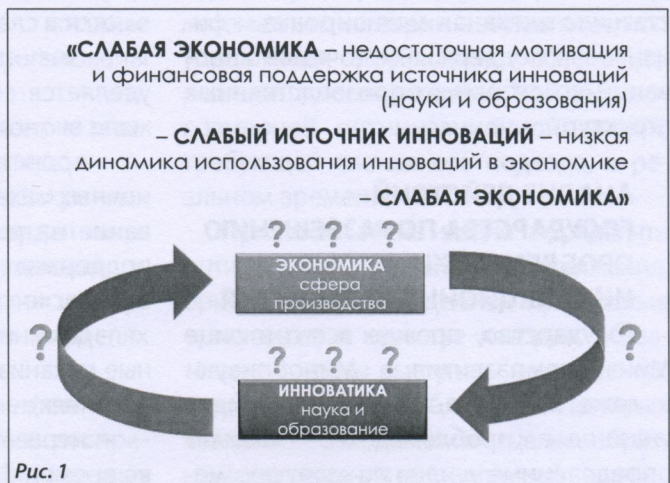 «СЛАБАЯ ЭКОНОМИКА – недостаточная мотивация
и финансовая поддержка источника инноваций
(науки и образования)
– СЛАБЫЙ ИСТОЧНИК ИННОВАЦИЙ – низкая
динамика использования инноваций в экономике
– СЛАБАЯ ЭКОНОМИКА»
? ? ?
ЭКОНОМИКА
сфера
производства
? ?
? ? ?
ИННОВАТИКА
наука и
образование
Рис. 1